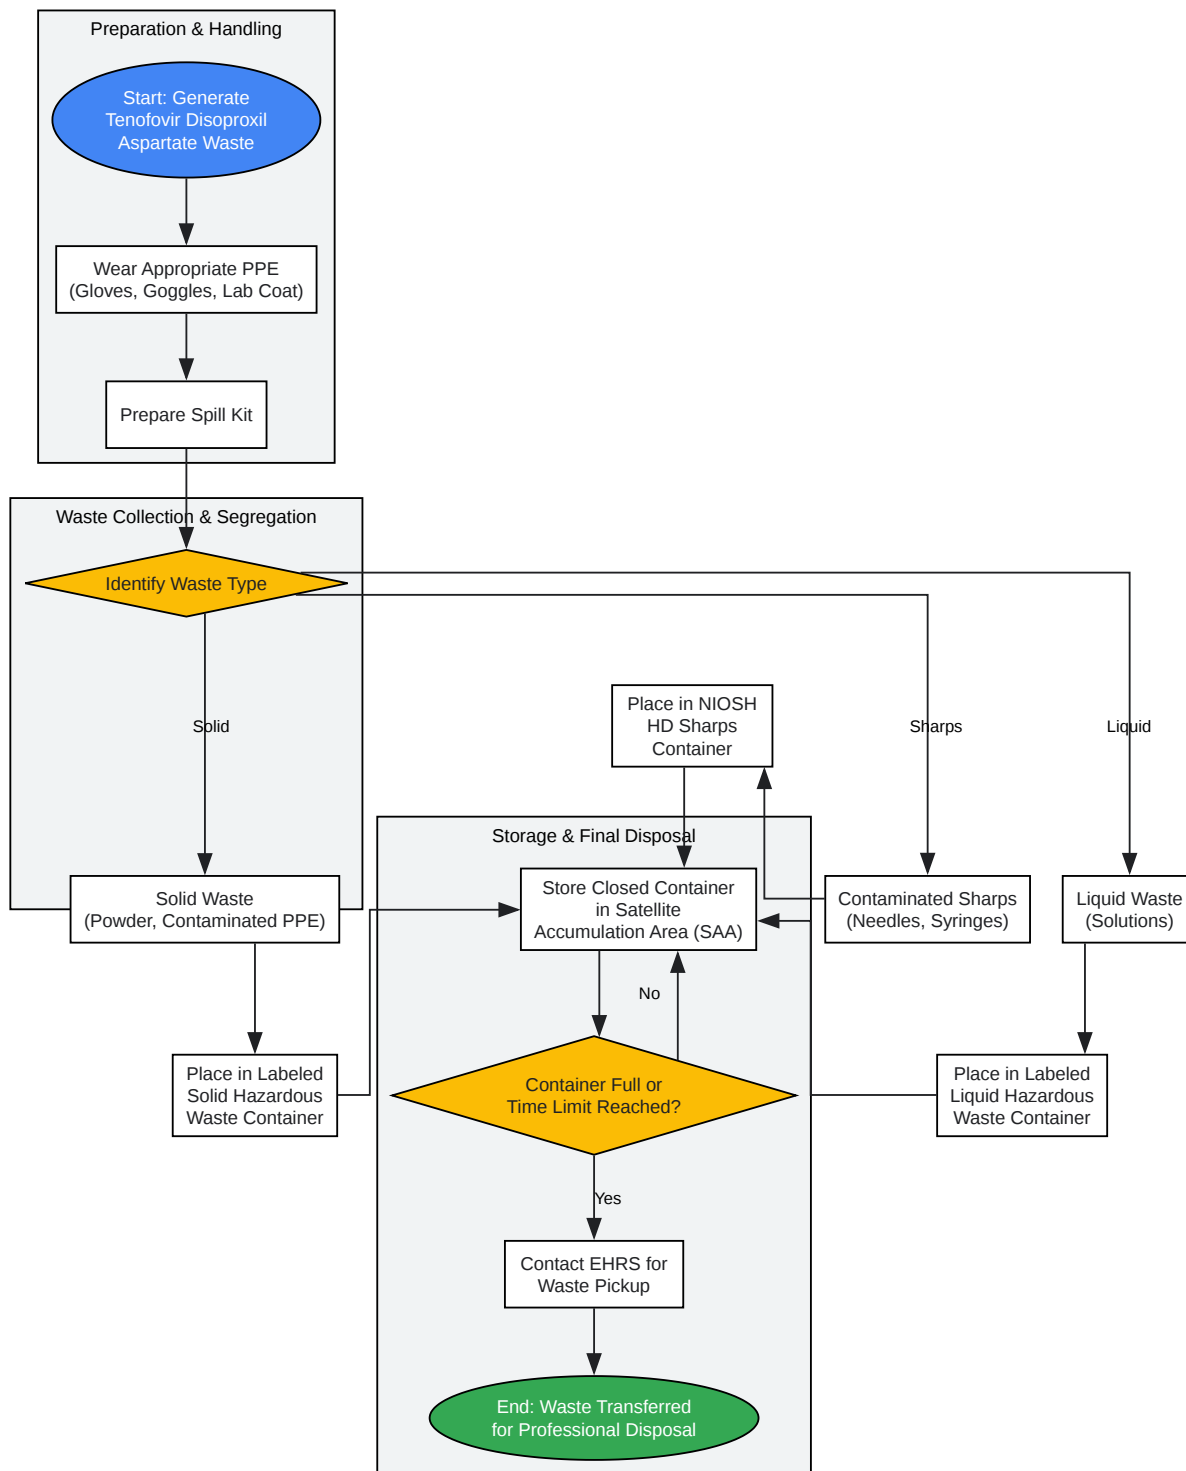 Preparation & Handling
Start: Generate
Tenofovir Disoproxil
Aspartate Waste
Wear Appropriate PPE
(Gloves, Goggles, Lab Coat)
Prepare Spill Kit
Waste Collection & Segregation
Identify Waste Type
Solid
Sharps
Liquid
Place in NIOSH
HD Sharps
Container
Storage & Final Disposal
Solid Waste
(Powder, Contaminated PPE)
Store Closed Container
in Satellite
Accumulation Area (SAA)
Contaminated Sharps
(Needles, Syringes)
Liquid Waste
(Solutions)
No
Place in Labeled
Solid Hazardous
Waste Container
Container Full or
Time Limit Reached?
Place in Labeled
Liquid Hazardous
Waste Container
Yes
Contact EHRS for
Waste Pickup
End: Waste Transferred
for Professional Disposal